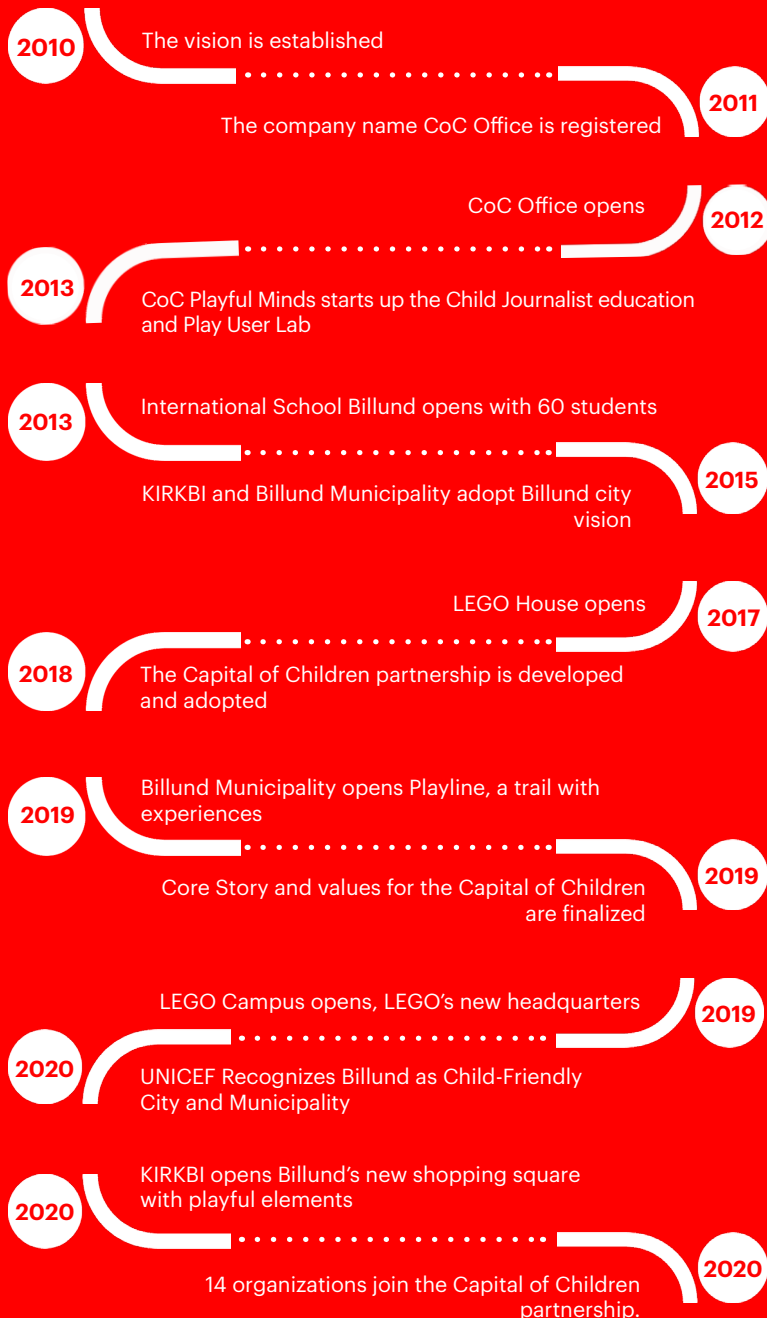 2010
The vision is established
2011
The company name CoC Office is registered
CoC Office opens
2012
2013
CoC Playful Minds starts up the Child Journalist education
and Play User Lab
2013
International School Billund opens with 60 students
2015
KIRKBI and Billund Municipality adopt Billund city
vision
LEGO House opens
2017
2018
The Capital of Children partnership is developed
and adopted
2019
Billund Municipality opens Playline, a trail with
experiences
2019
Core Story and values for the Capital of Children
are finalized
LEGO Campus opens, LEGO’s new headquarters
2019
2020
UNICEF Recognizes Billund as Child-Friendly
City and Municipality
2020
KIRKBI opens Billund’s new shopping square
with playful elements
2020
14 organizations join the Capital of Children
partnership.